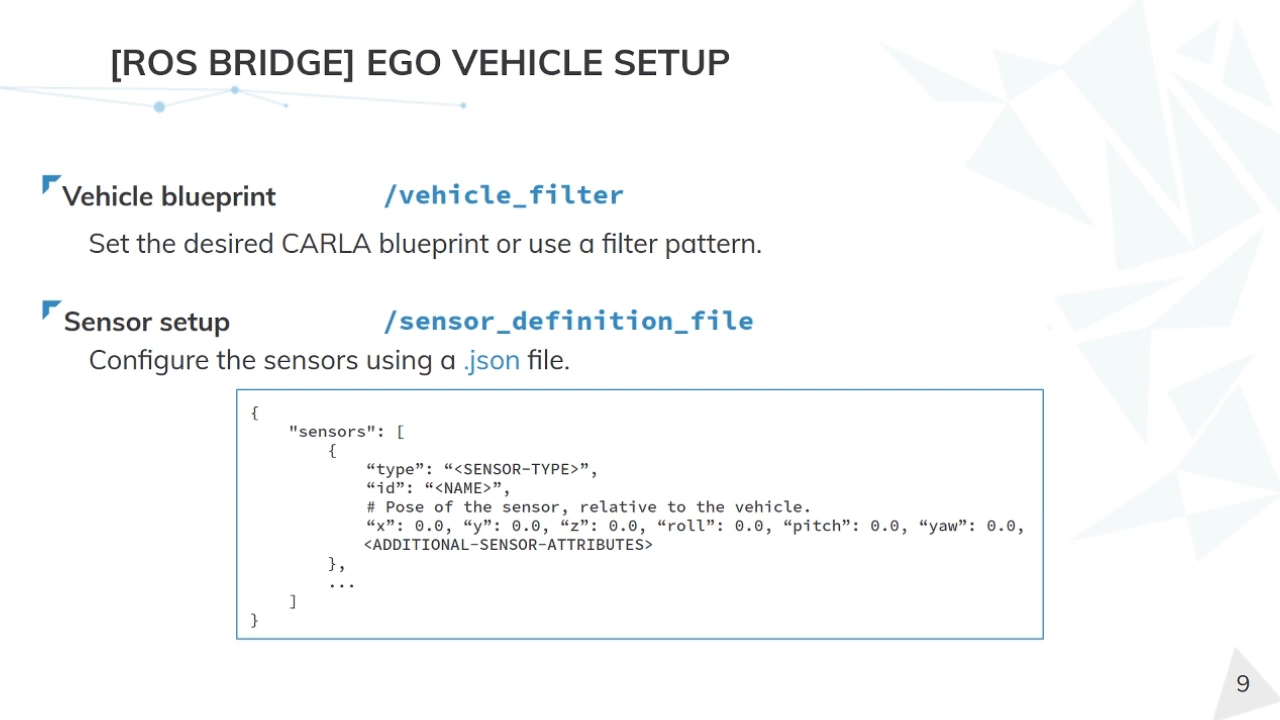 [ROS BRIDGE] EGO VEHICLE SETUP
Vehicle blueprint /vehicle_filter
Set the desired CARLA blueprint or use a filter pattern.
Sensor setup /sensor_definition_file
Configure the sensors using a .json file.
{
"sensors": [
{
“type”: “<SENSOR-TYPE>”,
“id”: “<NAME>”,
# Pose of the sensor, relative to the vehicle.
“x”: 0.0, “y”: 0.0, “z”: 0.0, “roll”: 0.0, “pitch”: 0.0, “yaw”: 0.0,
<ADDITIONAL-SENSOR-ATTRIBUTES>
},
...
]
}
9